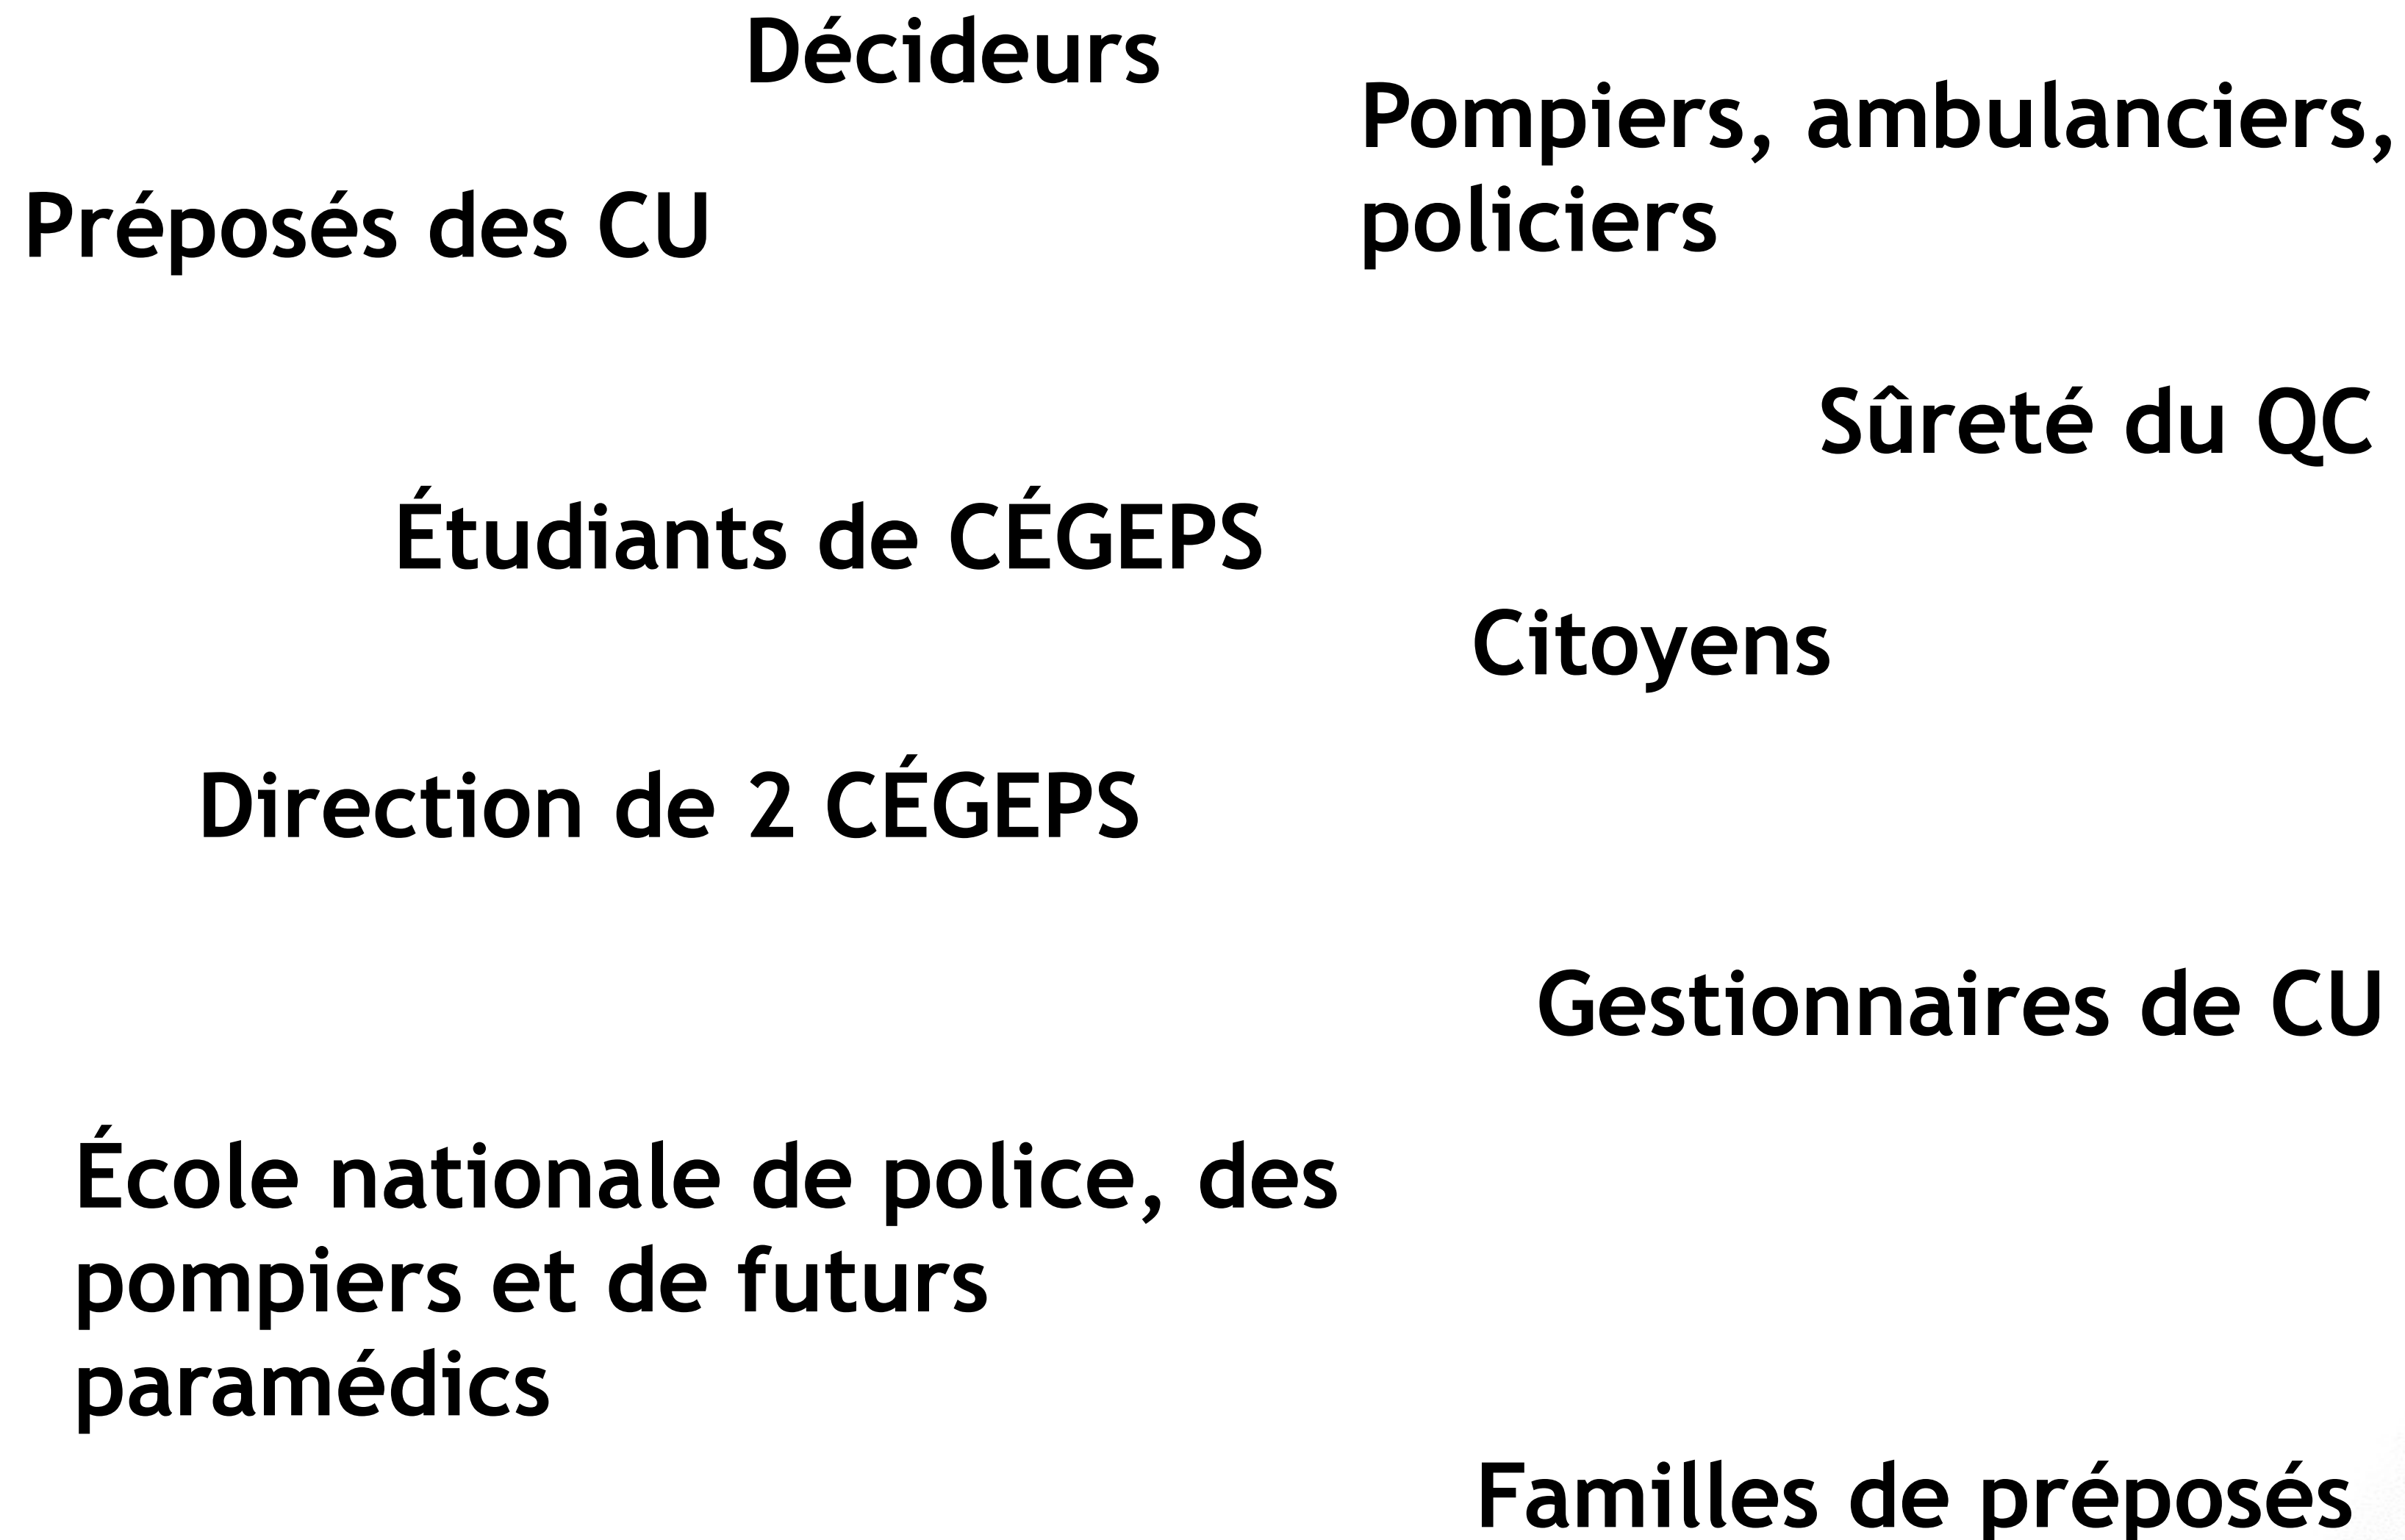 Décideurs
Pompiers, ambulanciers,
policiers
Préposés des CU
Sûreté du QC
Étudiants de CÉGEPS
Citoyens
Direction de 2 CÉGEPS
Gestionnaires de CU
École nationale de police, des
pompiers et de futurs
paramédics
Familles de préposés